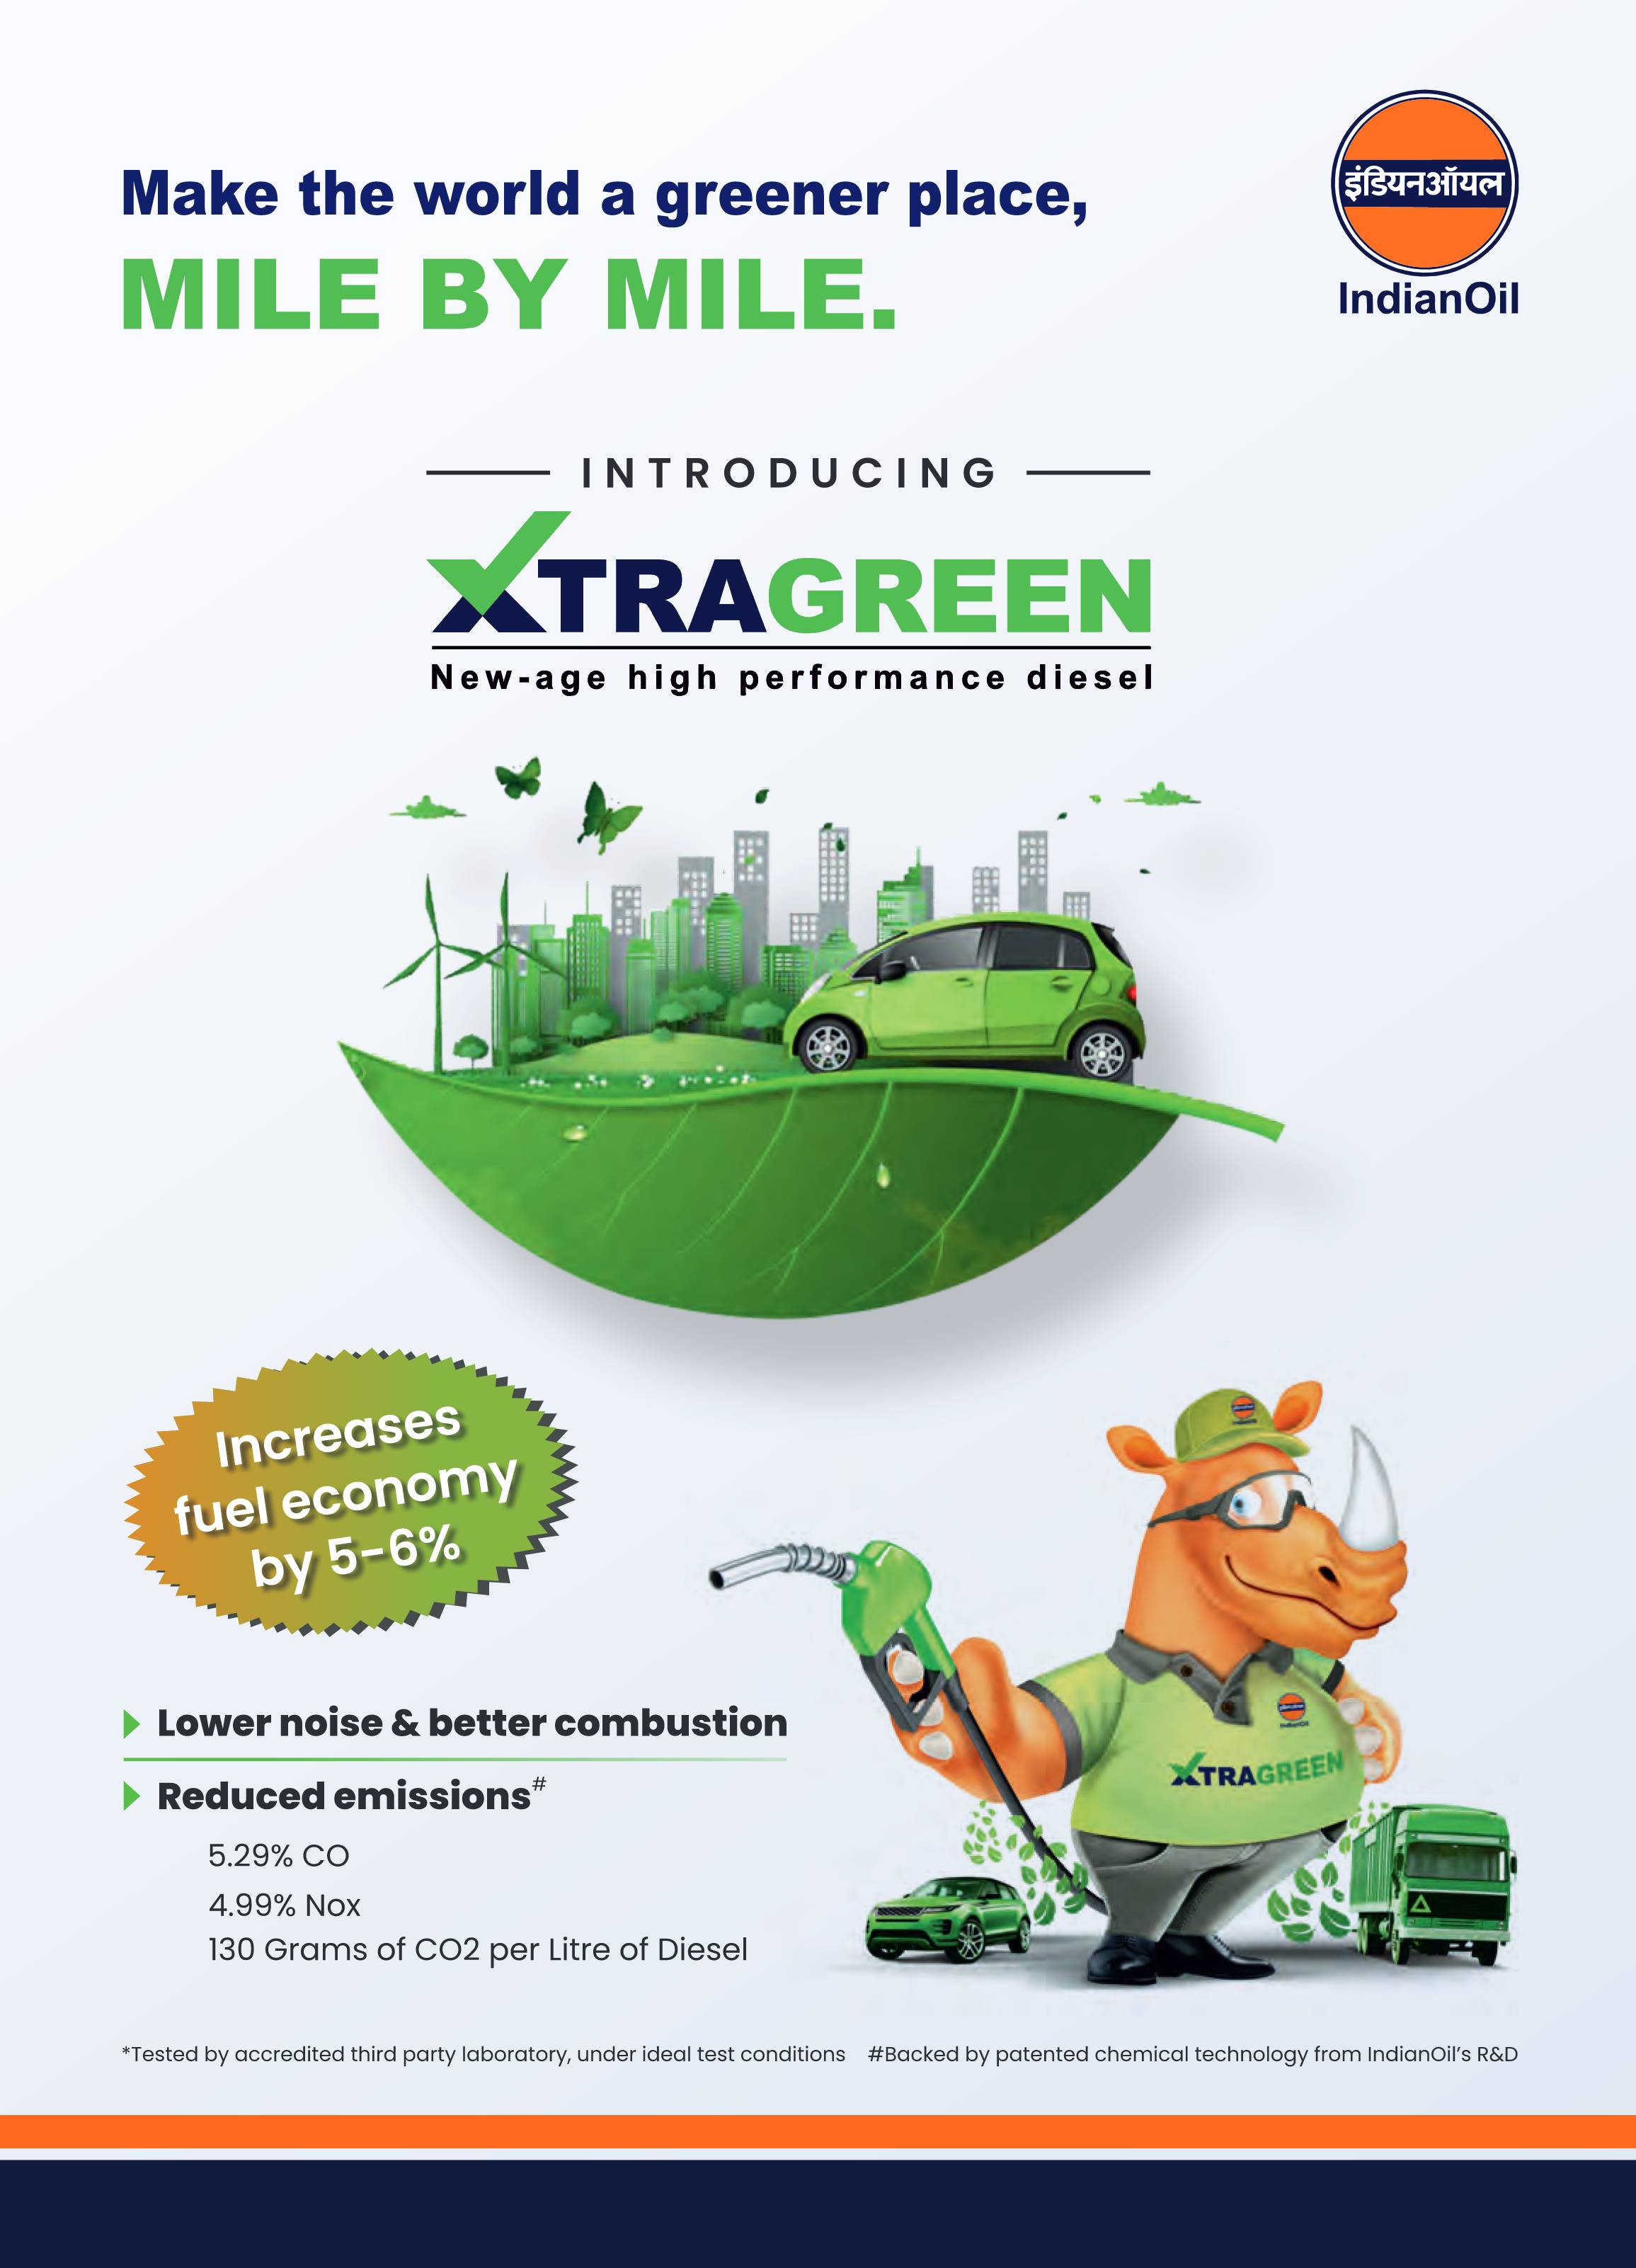 Make the world a greener place,
MILE BY MILE.
इंडियनऑयल
IndianOil
INTRODUCING
XTRAGREEN
New-age high performance diesel
Increases
fuel economy
by 5-6%
Lower noise & better combustion
Reduced emissions#
5.29% CO
4.99% Nox
130 Grams of CO2 per Litre of Diesel
IndianOil
XTRAGREEN
*Tested by accredited third party laboratory, under ideal test conditions #Backed by patented chemical technology from IndianOil’s R&D